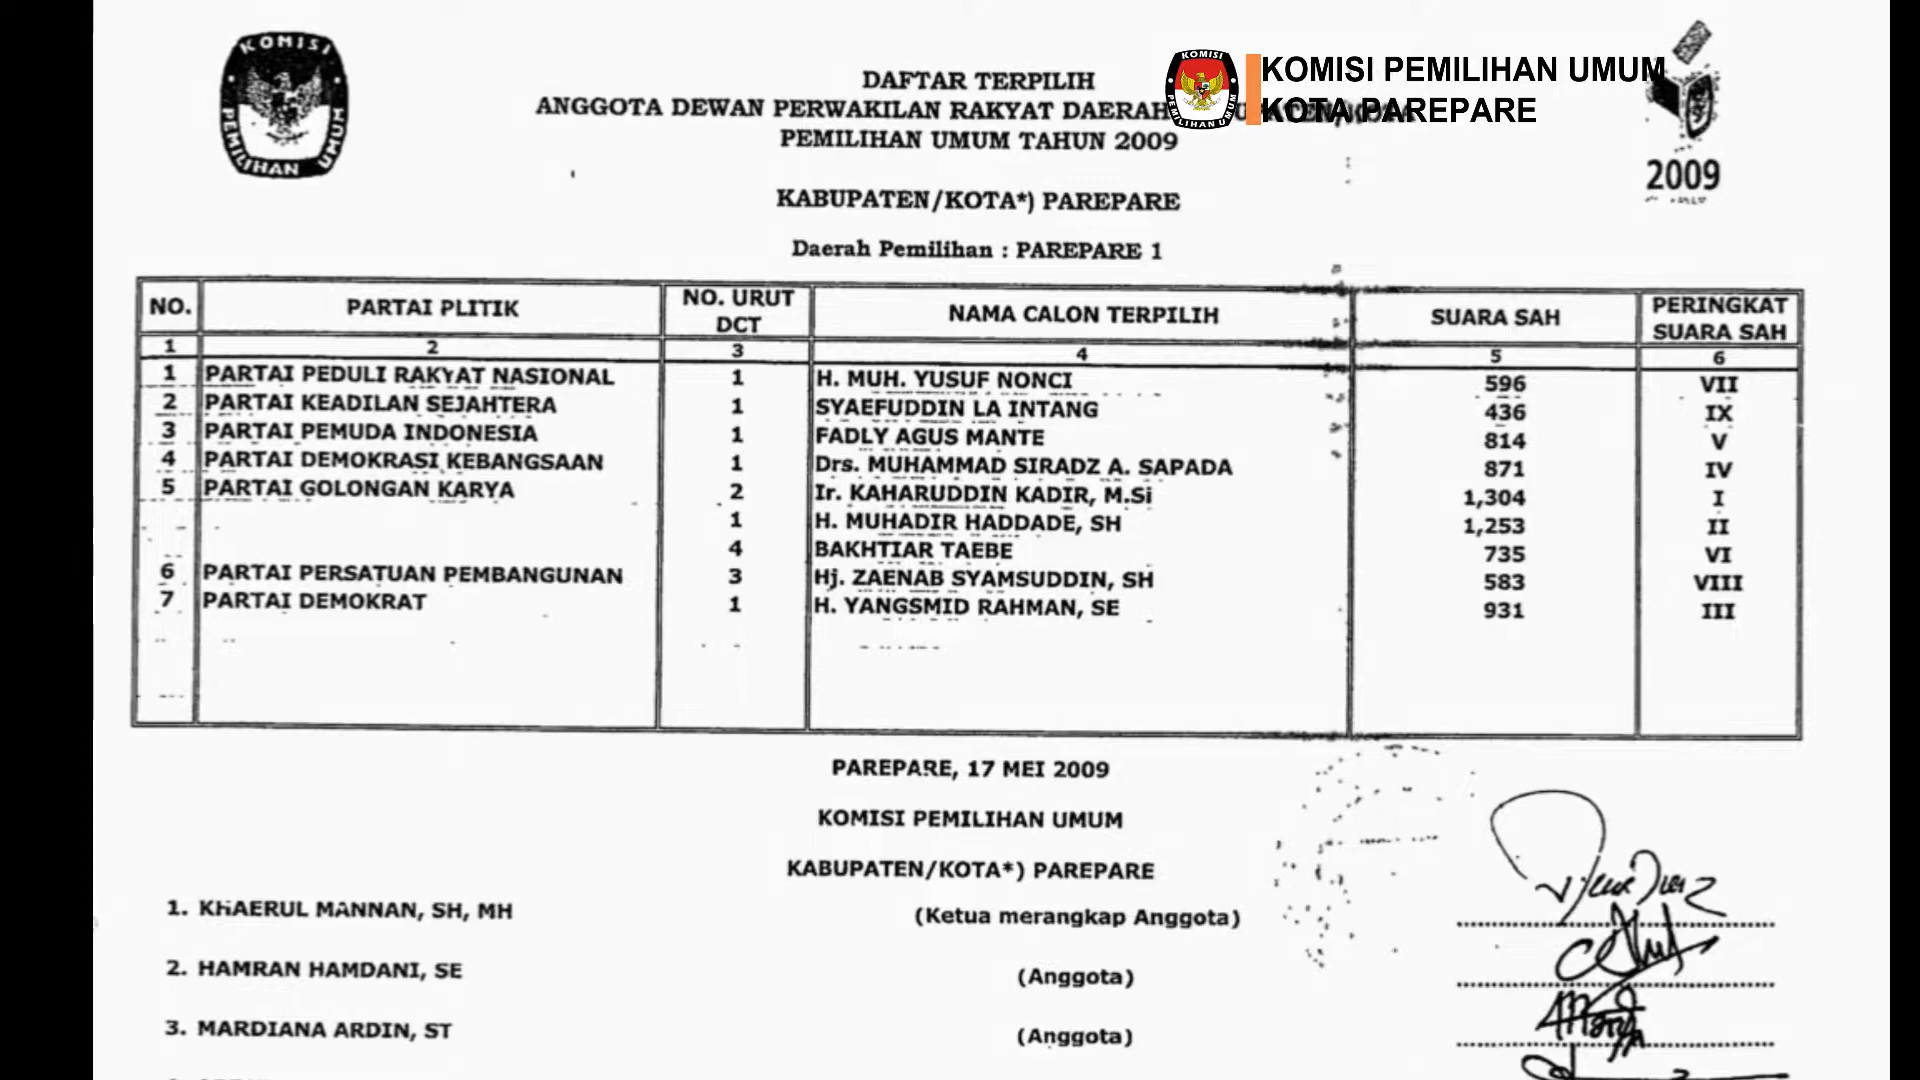 KOMISI
PEMILIHAN UMUM
KOMISI
PEMILIHAN UMUM
KOMISI PEMILIHAN UMUM
KOTA PAREPARE
DAFTAR TERPILIH
ANGGOTA DEWAN PERWAKILAN RAKYAT DAERAH
PEMILIHAN UMUM TAHUN 2009
2009
KABUPATEN/KOTA*) PAREPARE
Daerah Pemilihan : PAREPARE 1
NO. PARTAI PLITIK NO. URUT DCT NAMA CALON TERPILIH SUARA SAH PERINGKAT SUARA SAH
1 2 3 4 5 6
1 PARTAI PEDULI RAKYAT NASIONAL 1 H. MUH. YUSUF NONCI 596 VII
2 PARTAI KEADILAN SEJAHTERA 1 SYAEFUDDIN LA INTANG 436 IX
3 PARTAI PEMUDA INDONESIA 1 FADLY AGUS MANTE 814 V
4 PARTAI DEMOKRASI KEBANGSAAN 1 Drs. MUHAMMAD SIRADZ A. SAPADA 871 IV
5 PARTAI GOLONGAN KARYA 2 Ir. KAHARUDDIN KADIR, M.Si 1,304 I
1 H. MUHADIR HADDADE, SH 1,253 II
4 BAKHTIAR TAEBE 735 VI
6 PARTAI PERSATUAN PEMBANGUNAN 3 Hj. ZAENAB SYAMSUDDIN, SH 583 VIII
7 PARTAI DEMOKRAT 1 H. YANGSMID RAHMAN, SE 931 III
PAREPARE, 17 MEI 2009
KOMISI PEMILIHAN UMUM
KABUPATEN/KOTA*) PAREPARE
1. KHAERUL MANNAN, SH, MH (Ketua merangkap Anggota)
2. HAMRAN HAMDANI, SE (Anggota)
3. MARDIANA ARDIN, ST (Anggota)